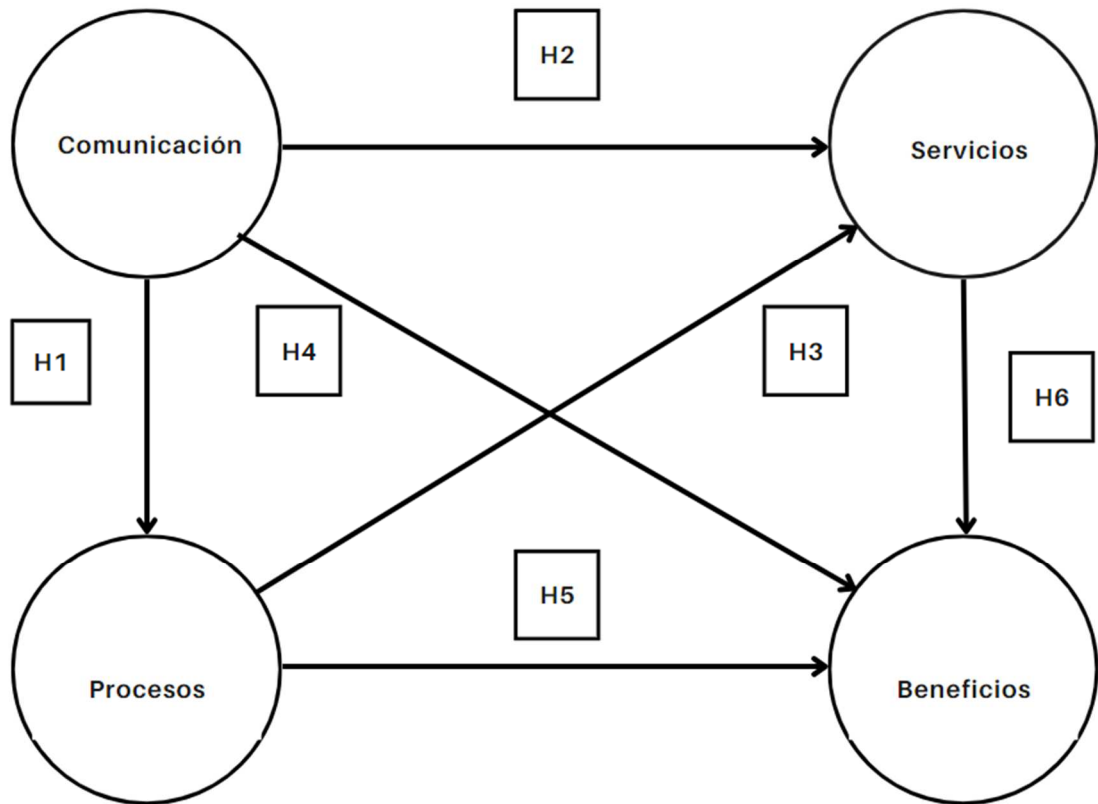 H2
Comunicación
Servicios
H1
H4
H3
H6
H5
Procesos
Beneficios